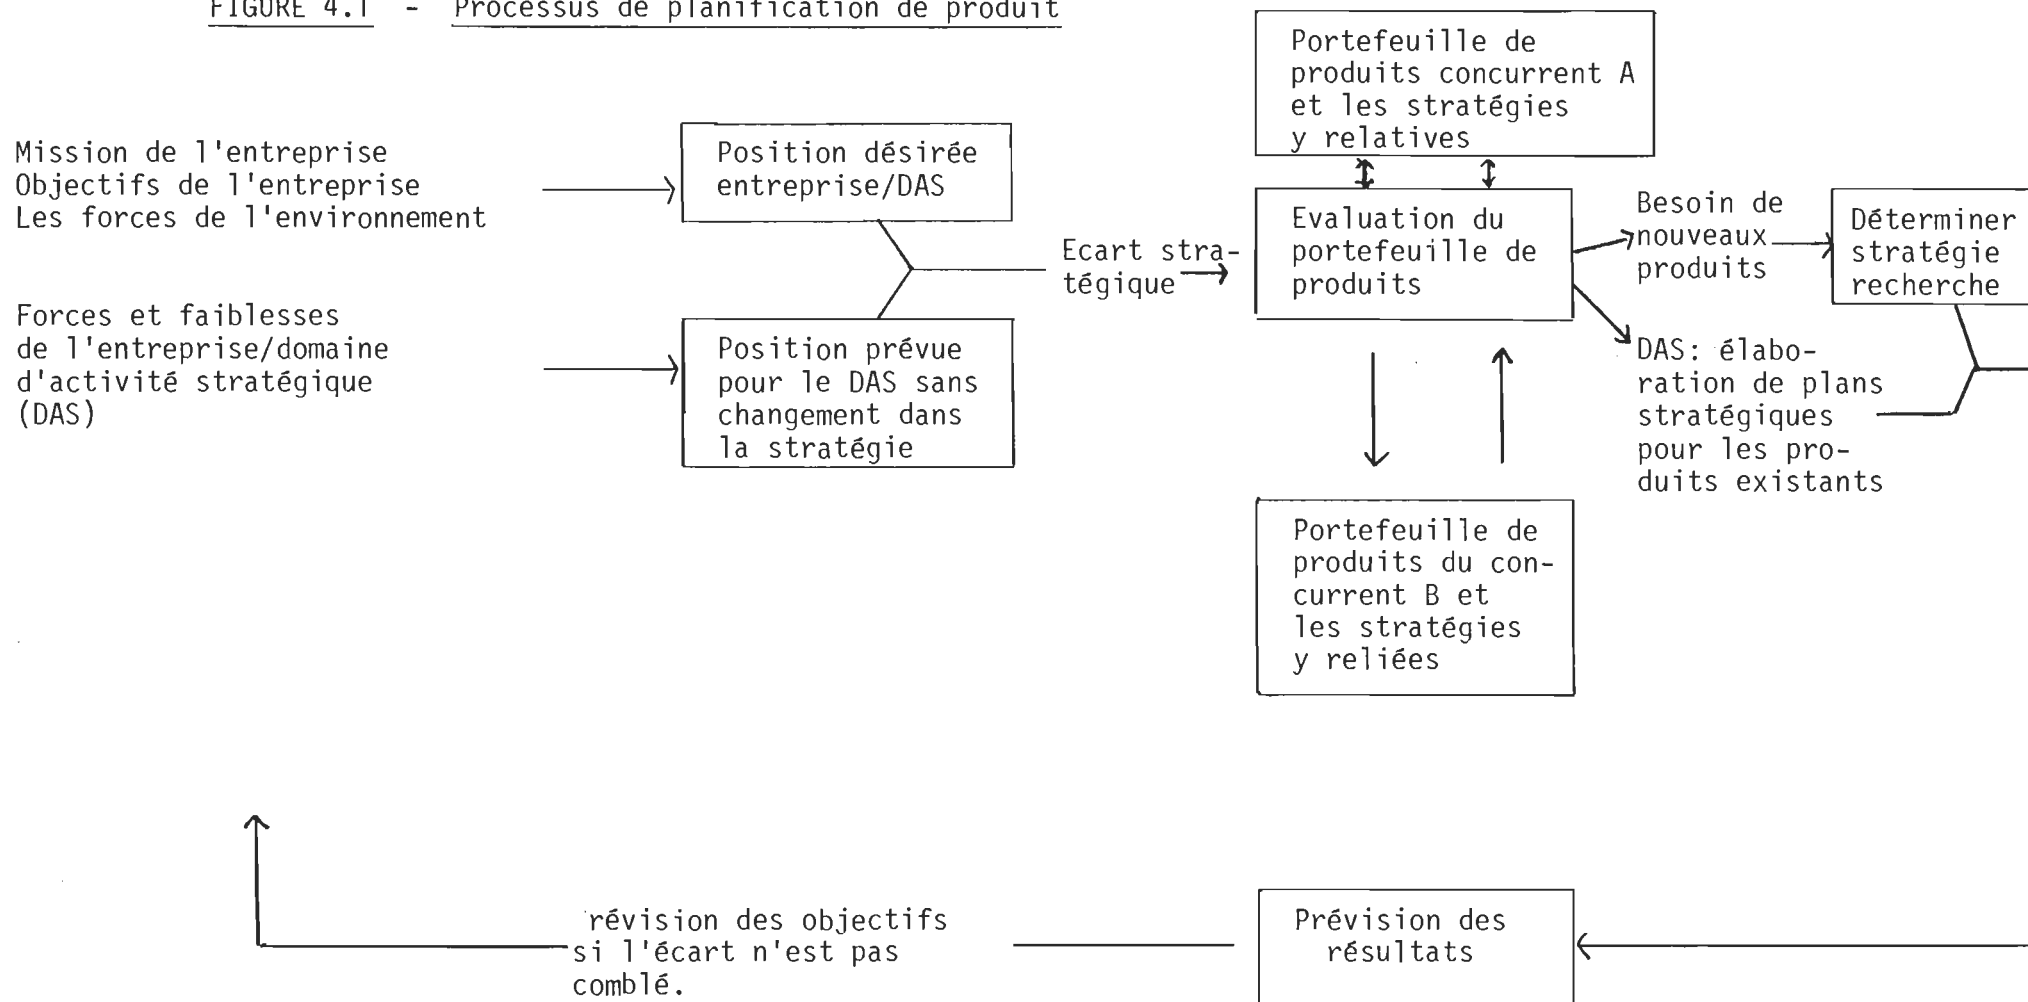 FIGURE 4.1 - Processus de planification de produit
Mission de l'entreprise
Objectifs de l'entreprise
Les forces de l'environnement
Forces et faiblesses
de l'entreprise/domaine
d'activité stratégique
(DAS)
Position désirée
entreprise/DAS
Position prévue
pour le DAS sans
changement dans
la stratégie
Ecart stra-
tégique
Portefeuille de
produits concurrent A
et les stratégies
y relatives
Evaluation du
portefeuille de
produits
Portefeuille de
produits du con-
current B et
les stratégies
y reliées
Besoin de
nouveaux
produits
DAS: élabo-
ration de plans
stratégiques
pour les pro-
duits existants
Déterminer
stratégie
recherche
Prévision des
résultats
révision des objectifs
si l'écart n'est pas
comblé.